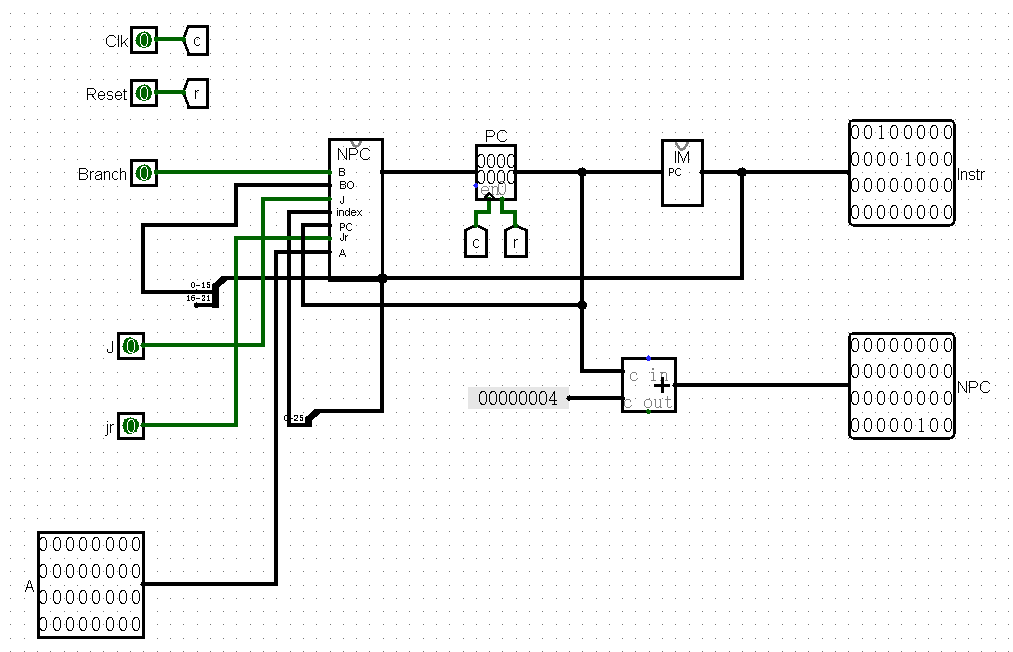 Clk 0 c
Reset 0 r
PC
NPC
IM
Branch 0
B
BO
J
index
PC
Jr
A
0000
0000
en 0
PC
c
r
00100000
00001000
00000000
00000000
Instr
0-15
16-21
J 0
jr 0
0-25
00000004
c in
+
c out
00000000
00000000
00000000
00000100
NPC
A
00000000
00000000
00000000
00000000